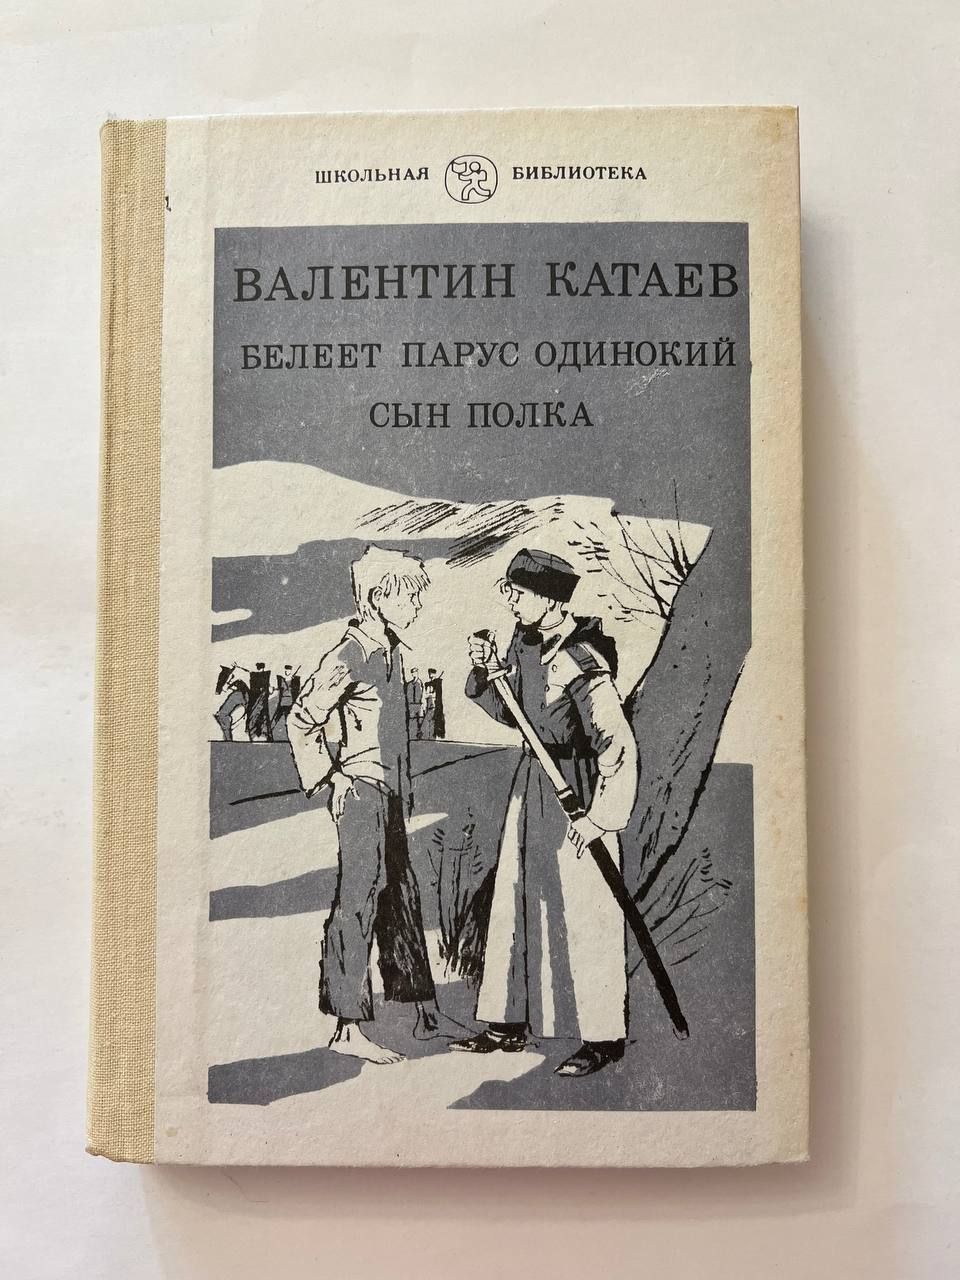 ШКОЛЬНАЯ БИБЛИОТЕКА
ВАЛЕНТИН КАТАЕВ
БЕЛЕЕТ ПАРУС ОДИНОКИЙ
СЫН ПОЛКА